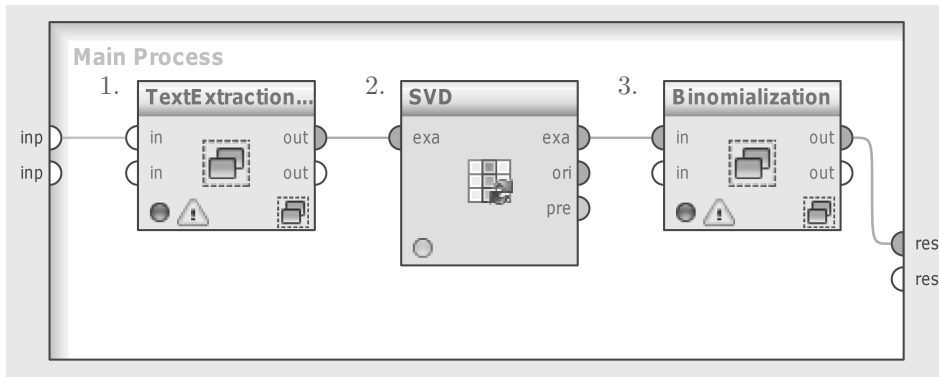 Main Process
1.
TextExtraction...
2.
SVD
3.
Binomialization
inp
in
out
exa
exa
in
out
inp
in
out
ori
in
out
pre
res
res